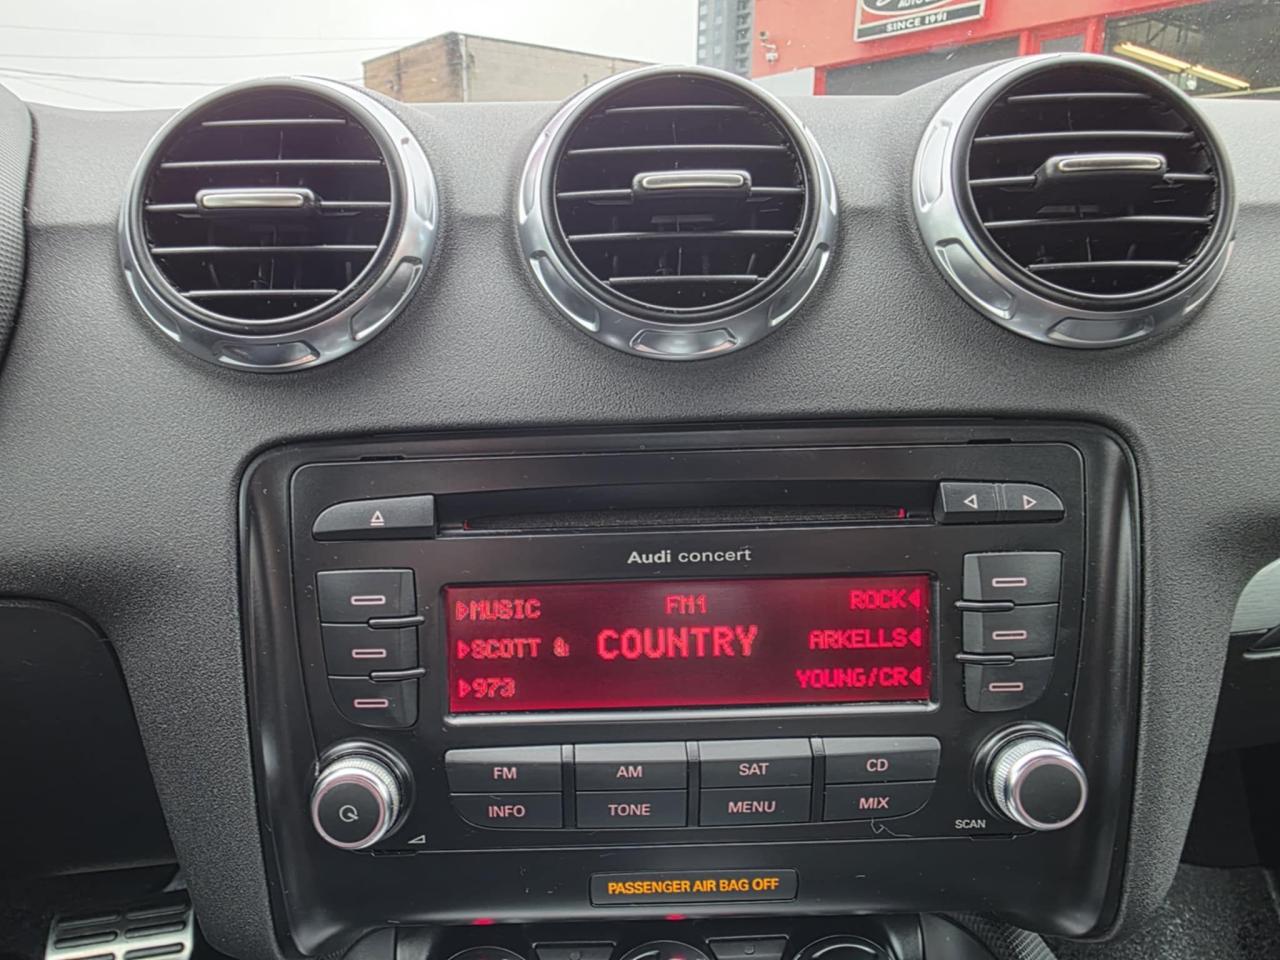 AUTO
SINCE 1991
Audi concert
MUSIC FM1 ROCK
SCOTT & COUNTRY ARKELLS
973 YOUNG/CR
FM AM SAT CD
INFO TONE MENU MIX
SCAN
PASSENGER AIR BAG OFF